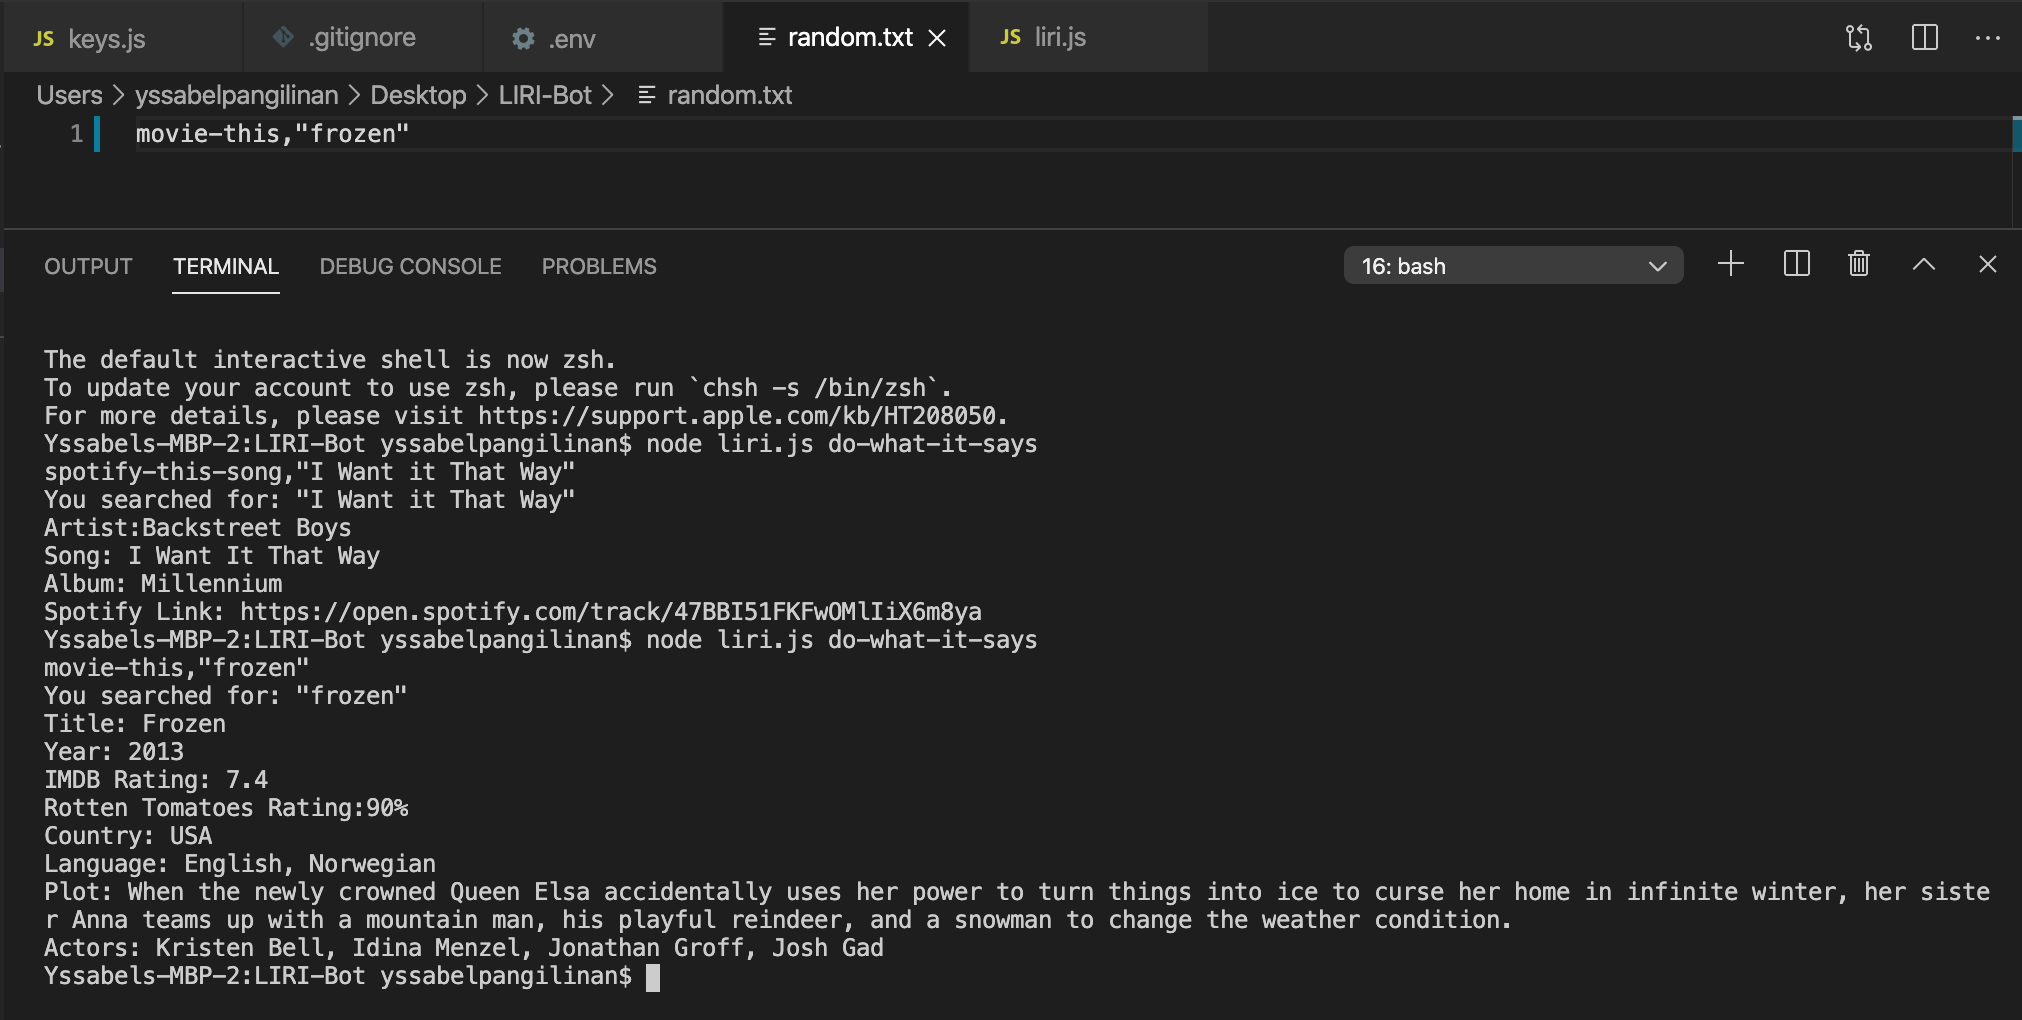 JS keys.js .gitignore .env random.txt JS liri.js
Users > yssabelpangilinan > Desktop > LIRI-Bot > random.txt
1 movie-this,"frozen"
OUTPUT TERMINAL DEBUG CONSOLE PROBLEMS 16: bash
The default interactive shell is now zsh.
To update your account to use zsh, please run `chsh -s /bin/zsh`.
For more details, please visit https://support.apple.com/kb/HT208050.
Yssabels-MBP-2:LIRI-Bot yssabelpangilinan$ node liri.js do-what-it-says
spotify-this-song,"I Want it That Way"
You searched for: "I Want it That Way"
Artist:Backstreet Boys
Song: I Want It That Way
Album: Millennium
Spotify Link: https://open.spotify.com/track/47BBI51FKFwOMlIiX6m8ya
Yssabels-MBP-2:LIRI-Bot yssabelpangilinan$ node liri.js do-what-it-says
movie-this,"frozen"
You searched for: "frozen"
Title: Frozen
Year: 2013
IMDB Rating: 7.4
Rotten Tomatoes Rating:90%
Country: USA
Language: English, Norwegian
Plot: When the newly crowned Queen Elsa accidentally uses her power to turn things into ice to curse her home in infinite winter, her siste
r Anna teams up with a mountain man, his playful reindeer, and a snowman to change the weather condition.
Actors: Kristen Bell, Idina Menzel, Jonathan Groff, Josh Gad
Yssabels-MBP-2:LIRI-Bot yssabelpangilinan$